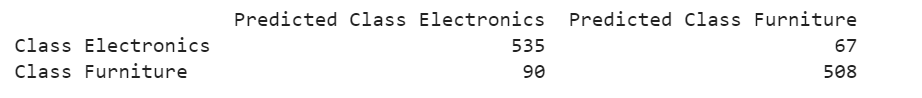 Predicted Class Electronics  Predicted Class Furniture
Class Electronics  535  67
Class Furniture  90  508